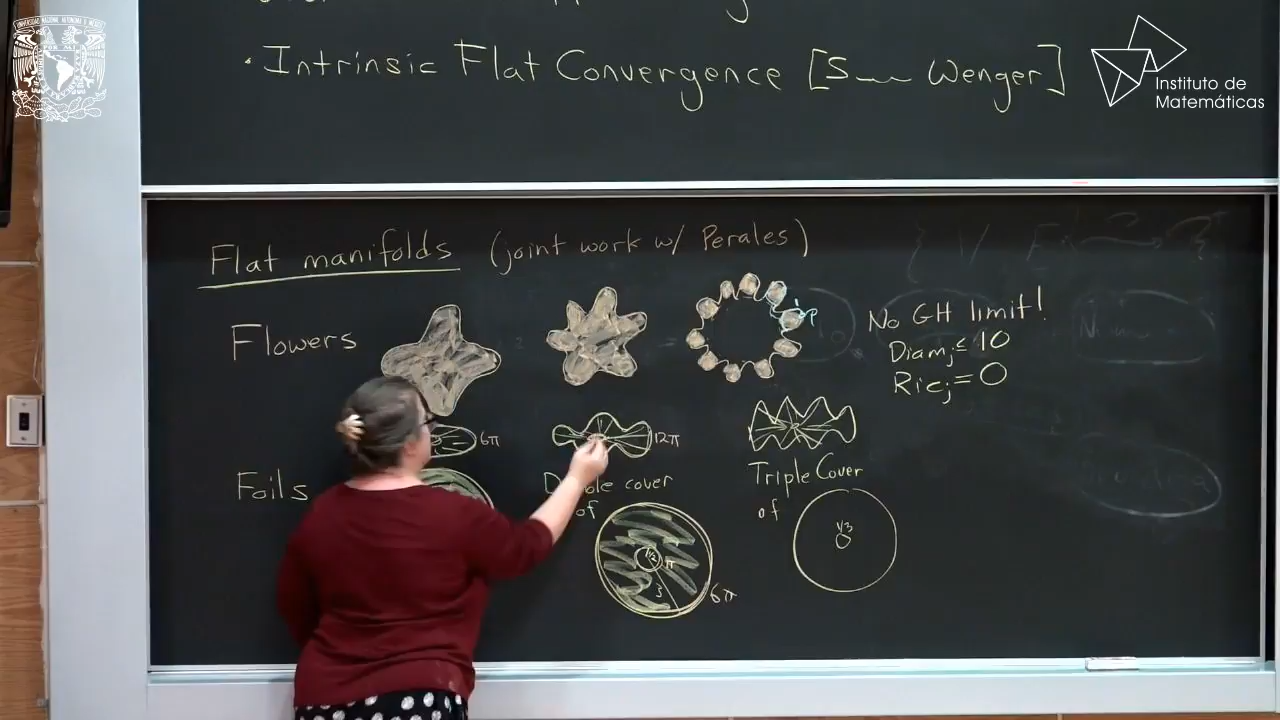 · Intrinsic Flat Convergence [S Wenger]
Instituto de
Matemáticas
Flat manifolds (joint work w/ Perales)
Flowers
p
No GH limit!
Diam_j ≤ 10
Ric_j = 0
6π
12π
Foils
Double cover
of
1/2
π
3
6π
Triple Cover
of
1/3